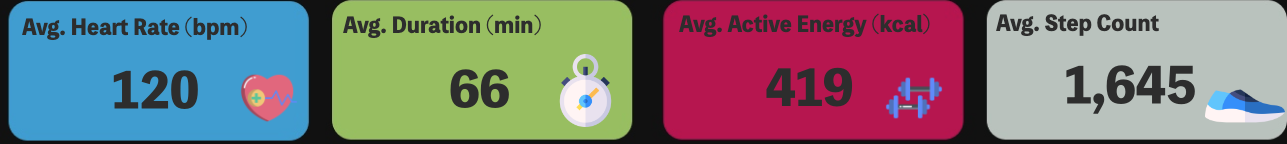 Avg. Heart Rate (bpm)
120
Avg. Duration (min)
66
Avg. Active Energy (kcal)
419
Avg. Step Count
1,645